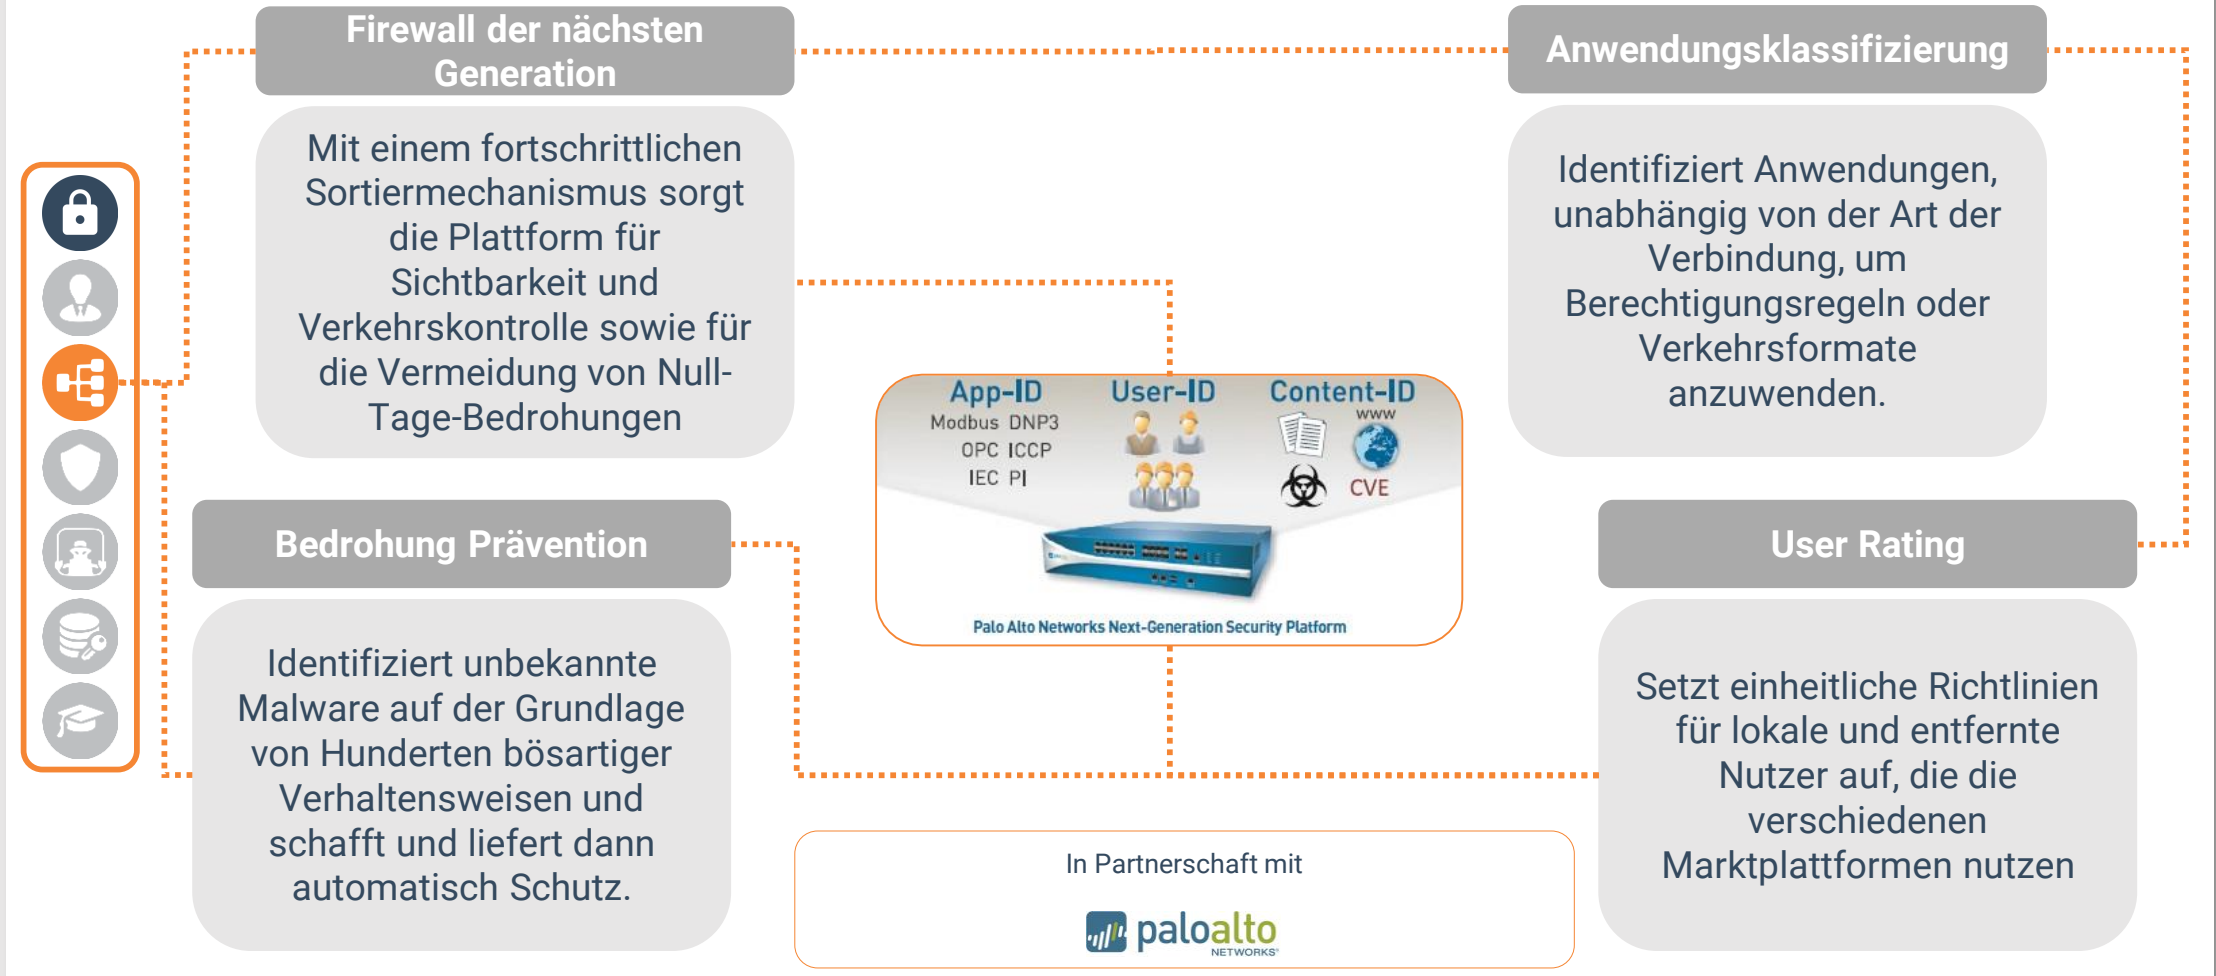 Firewall der nächsten
Generation
Mit einem fortschrittlichen
Sortiermechanismus sorgt
die Plattform für
Sichtbarkeit und
Verkehrskontrolle sowie für
die Vermeidung von Null-
Tage-Bedrohungen
Anwendungsklassifizierung
Identifiziert Anwendungen,
unabhängig von der Art der
Verbindung, um
Berechtigungsregeln oder
Verkehrsformate
anzuwenden.
App-ID
Modbus DNP3
OPC ICCP
IEC PI
User-ID
Content-ID
www
CVE
Palo Alto Networks Next-Generation Security Platform
Bedrohung Prävention
Identifiziert unbekannte
Malware auf der Grundlage
von Hunderten bösartiger
Verhaltensweisen und
schafft und liefert dann
automatisch Schutz.
User Rating
Setzt einheitliche Richtlinien
für lokale und entfernte
Nutzer auf, die die
verschiedenen
Marktplattformen nutzen
In Partnerschaft mit
paloalto
NETWORKS